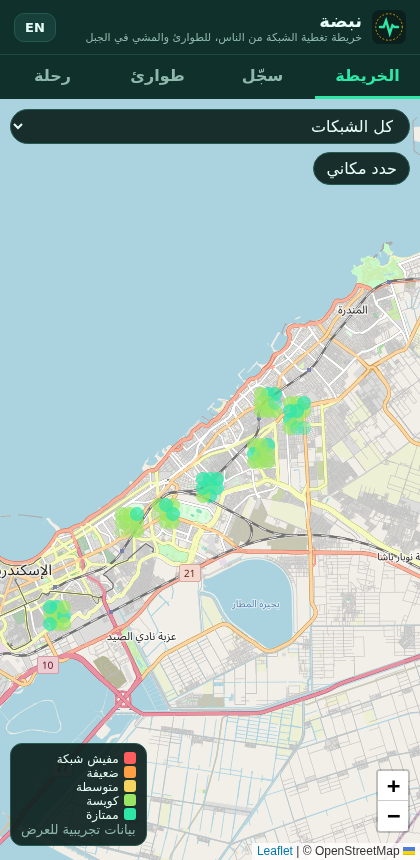 نبضة
خريطة تغطية الشبكة من الناس، للطوارئ والمشي في الجبل
EN
الخريطة
سجّل
طوارئ
رحلة
كل الشبكات
حدد مكاني
المندرة
21
بحيرة المطار
عزبة نادي الصيد
10
مفيش شبكة
ضعيفة
متوسطة
كويسة
ممتازة
بيانات تجريبية للعرض
+
−
Leaflet | © OpenStreetMap